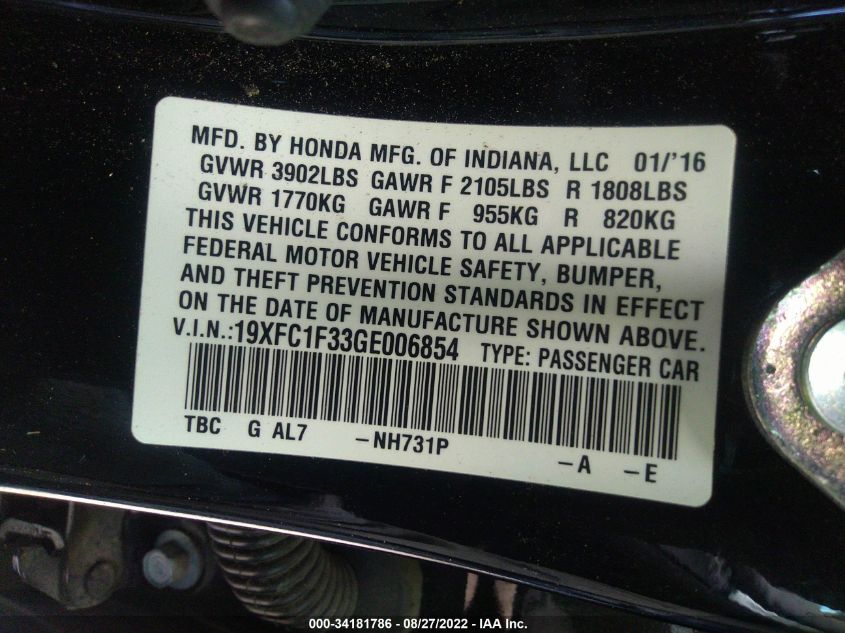 MFD. BY HONDA MFG. OF INDIANA, LLC 01/'16
GVWR 3902LBS GAWR F 2105LBS R 1808LBS
GVWR 1770KG GAWR F 955KG R 820KG
THIS VEHICLE CONFORMS TO ALL APPLICABLE
FEDERAL MOTOR VEHICLE SAFETY, BUMPER,
AND THEFT PREVENTION STANDARDS IN EFFECT
ON THE DATE OF MANUFACTURE SHOWN ABOVE.
V.I.N.:19XFC1F33GE006854 TYPE: PASSENGER CAR
TBC G AL7 -NH731P -A -E
000-34181786 - 08/27/2022 - IAA Inc.